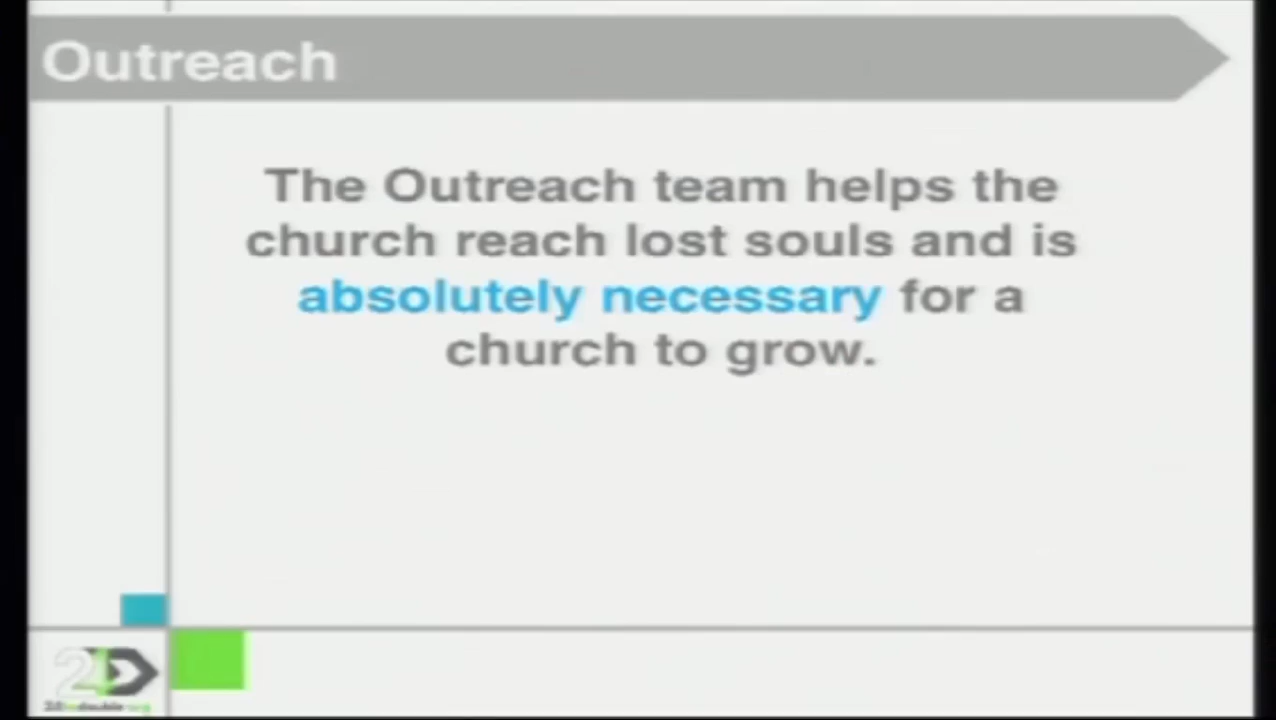 Outreach
The Outreach team helps the
church reach lost souls and is
absolutely necessary for a
church to grow.